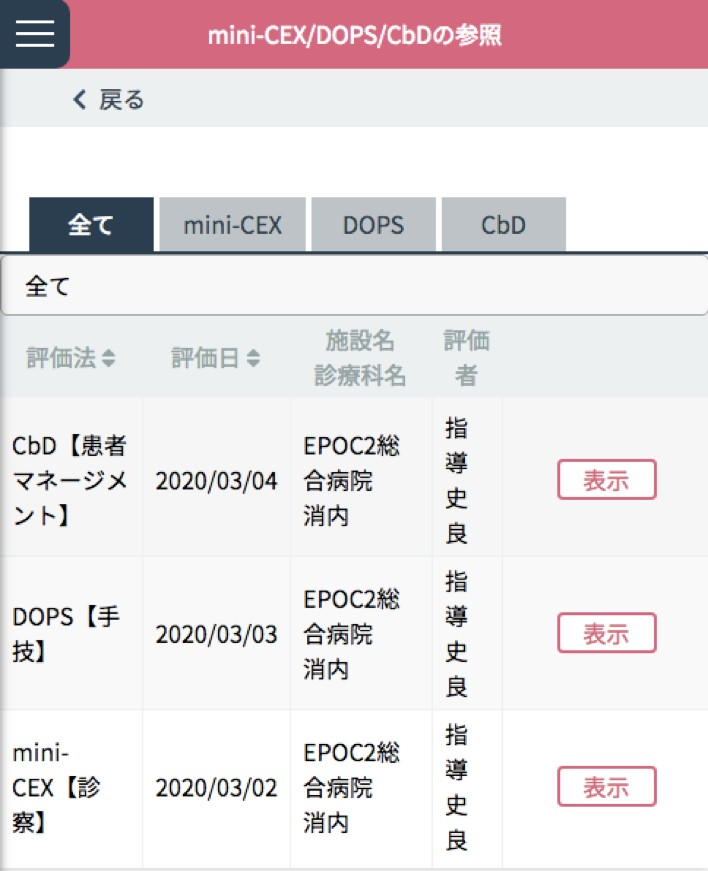 mini-CEX/DOPS/CbDの参照
戻る
全て
mini-CEX
DOPS
CbD
全て
評価法
評価日
施設名
診療科名
評価
者
CbD【患者
マネージメ
ント】
2020/03/04
EPOC2総
合病院
消内
指
導
史
良
表示
DOPS【手
技】
2020/03/03
EPOC2総
合病院
消内
指
導
史
良
表示
mini-
CEX【診
察】
2020/03/02
EPOC2総
合病院
消内
指
導
史
良
表示